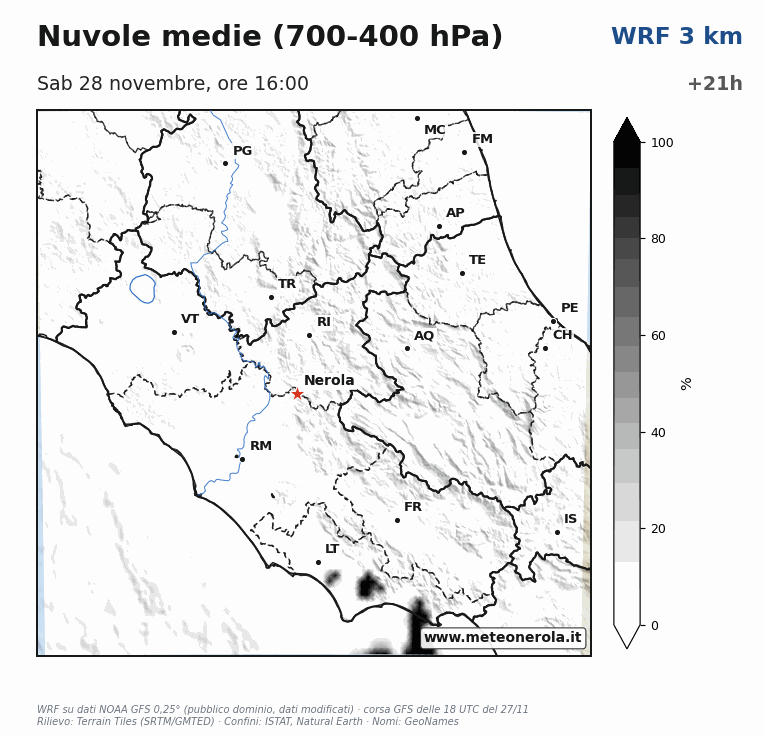 Nuvole medie (700-400 hPa)
WRF 3 km
Sab 28 novembre, ore 16:00
+21h
MC
FM
PG
AP
TE
TR
PE
VT
RI
AQ
CH
Nerola
RM
FR
IS
LT
www.meteonerola.it
100
80
60
40
20
0
%
WRF su dati NOAA GFS 0,25° (pubblico dominio, dati modificati) · corsa GFS delle 18 UTC del 27/11
Rilievo: Terrain Tiles (SRTM/GMTED) · Confini: ISTAT, Natural Earth · Nomi: GeoNames